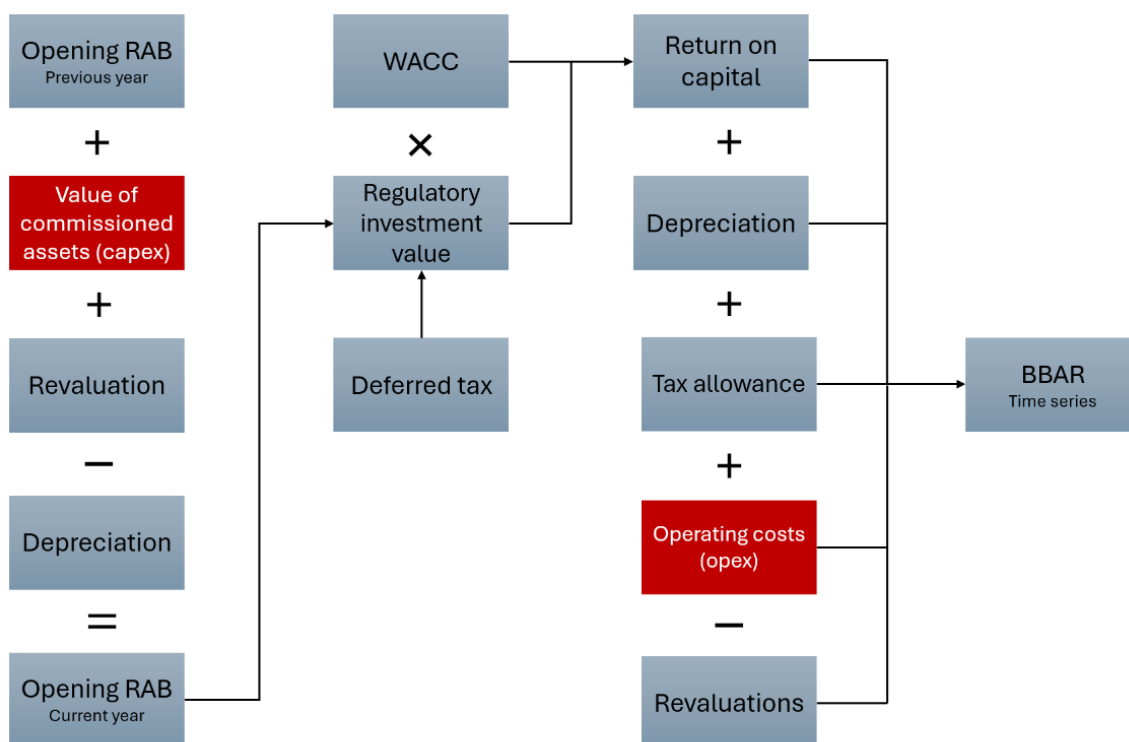 Opening RAB
Previous year
+
Value of
commissioned
assets (capex)
+
Revaluation
−
Depreciation
=
Opening RAB
Current year
WACC
×
Regulatory
investment
value
Deferred tax
Return on
capital
+
Depreciation
+
Tax allowance
+
Operating costs
(opex)
−
Revaluations
BBAR
Time series